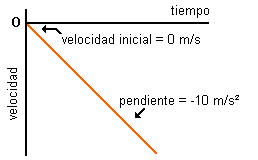 tiempo
0
velocidad inicial = 0 m/s
pendiente = -10 m/s²
velocidad